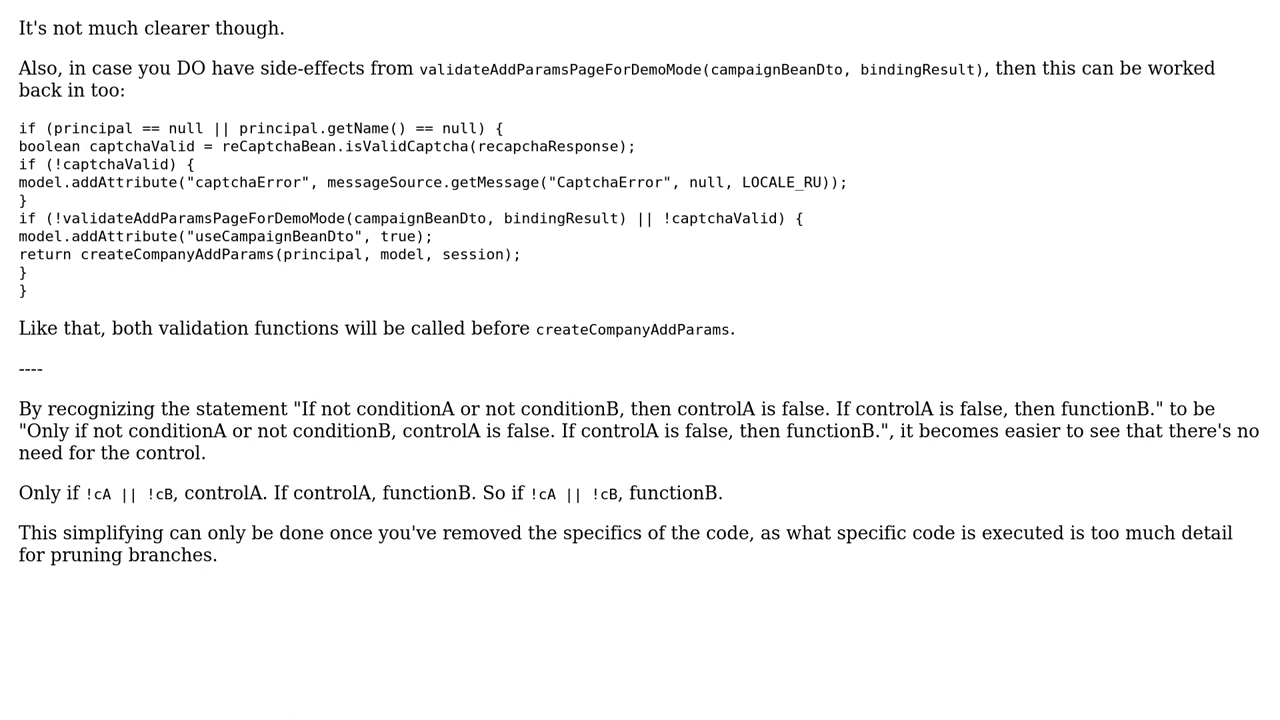 It's not much clearer though.
Also, in case you DO have side-effects from validateAddParamsPageForDemoMode(campaignBeanDto, bindingResult), then this can be worked
back in too:
if (principal == null || principal.getName() == null) {
boolean captchaValid = reCaptchaBean.isValidCaptcha(recapchaResponse);
if (!captchaValid) {
model.addAttribute("captchaError", messageSource.getMessage("CaptchaError", null, LOCALE_RU));
}
if (!validateAddParamsPageForDemoMode(campaignBeanDto, bindingResult) || !captchaValid) {
model.addAttribute("useCampaignBeanDto", true);
return createCompanyAddParams(principal, model, session);
}
}
Like that, both validation functions will be called before createCompanyAddParams.
----
By recognizing the statement "If not conditionA or not conditionB, then controlA is false. If controlA is false, then functionB." to be
"Only if not conditionA or not conditionB, controlA is false. If controlA is false, then functionB.", it becomes easier to see that there's no
need for the control.
Only if !cA || !cB, controlA. If controlA, functionB. So if !cA || !cB, functionB.
This simplifying can only be done once you've removed the specifics of the code, as what specific code is executed is too much detail
for pruning branches.